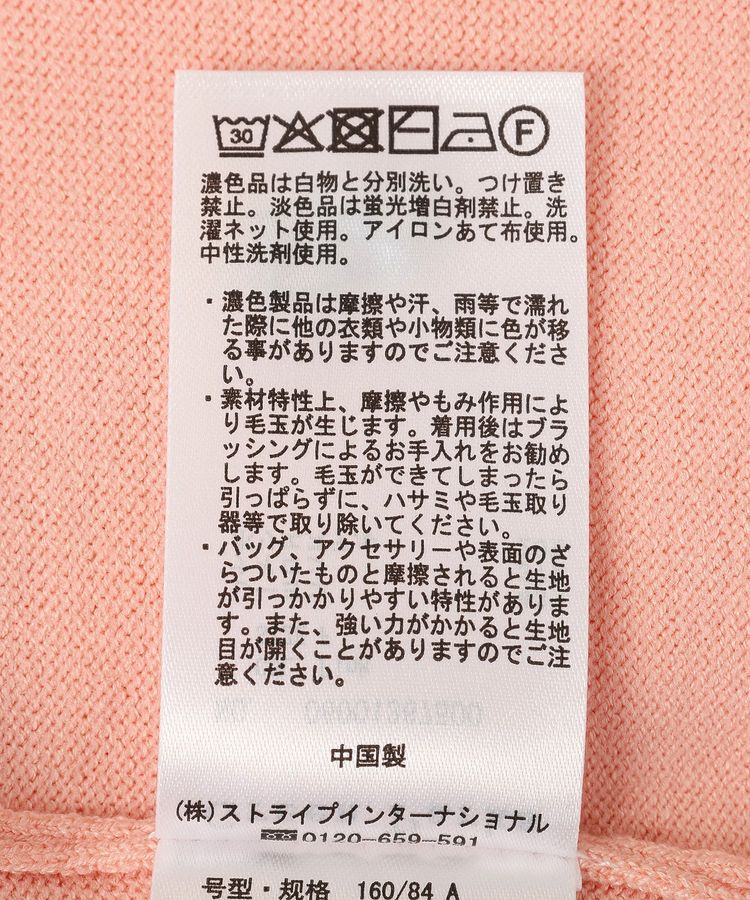 30 F
濃色品は白物と分別洗い。つけ置き
禁止。淡色品は蛍光増白剤禁止。洗
濯ネット使用。アイロンあて布使用。
中性洗剤使用。
・濃色製品は摩擦や汗、雨等で濡れ
た際に他の衣類や小物類に色が移
る事がありますのでご注意くださ
い。
・素材特性上、摩擦やもみ作用によ
り毛玉が生じます。着用後はブラ
ッシングによるお手入れをお勧め
します。毛玉ができてしまったら
引っぱらずに、ハサミや毛玉取り
器等で取り除いてください。
・バッグ、アクセサリーや表面のざ
らついたものと摩擦されると生地
が引っかかりやすい特性がありま
す。また、強い力がかかると生地
目が開くことがありますのでご注
意ください。
中国製
(株)ストライプインターナショナル
0120-659-591
号型・规格 160/84 A